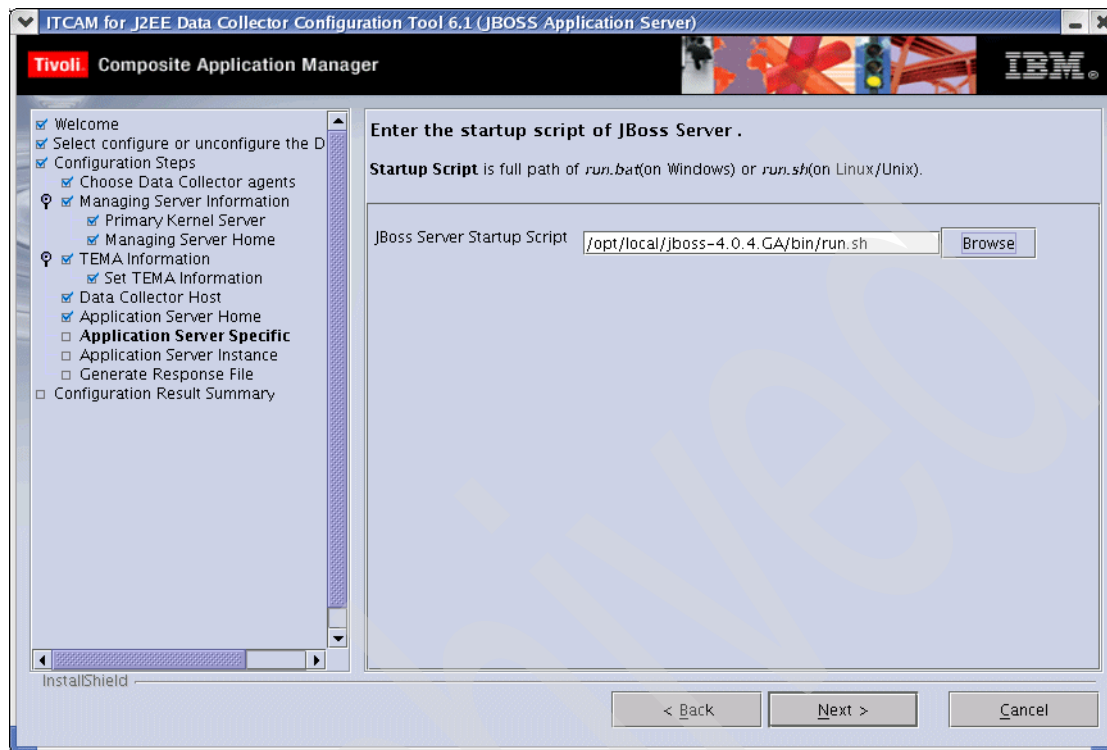 ITCAM for J2EE Data Collector Configuration Tool 6.1 (JBOSS Application Server)
Tivoli. Composite Application Manager
IBM®
Welcome
Select configure or unconfigure the D
Configuration Steps
Choose Data Collector agents
Managing Server Information
Primary Kernel Server
Managing Server Home
TEMA Information
Set TEMA Information
Data Collector Host
Application Server Home
Application Server Specific
Application Server Instance
Generate Response File
Configuration Result Summary
Enter the startup script of JBoss Server .
Startup Script is full path of run.bat(on Windows) or run.sh(on Linux/Unix).
JBoss Server Startup Script /opt/local/jboss-4.0.4.GA/bin/run.sh Browse
InstallShield
< Back Next > Cancel